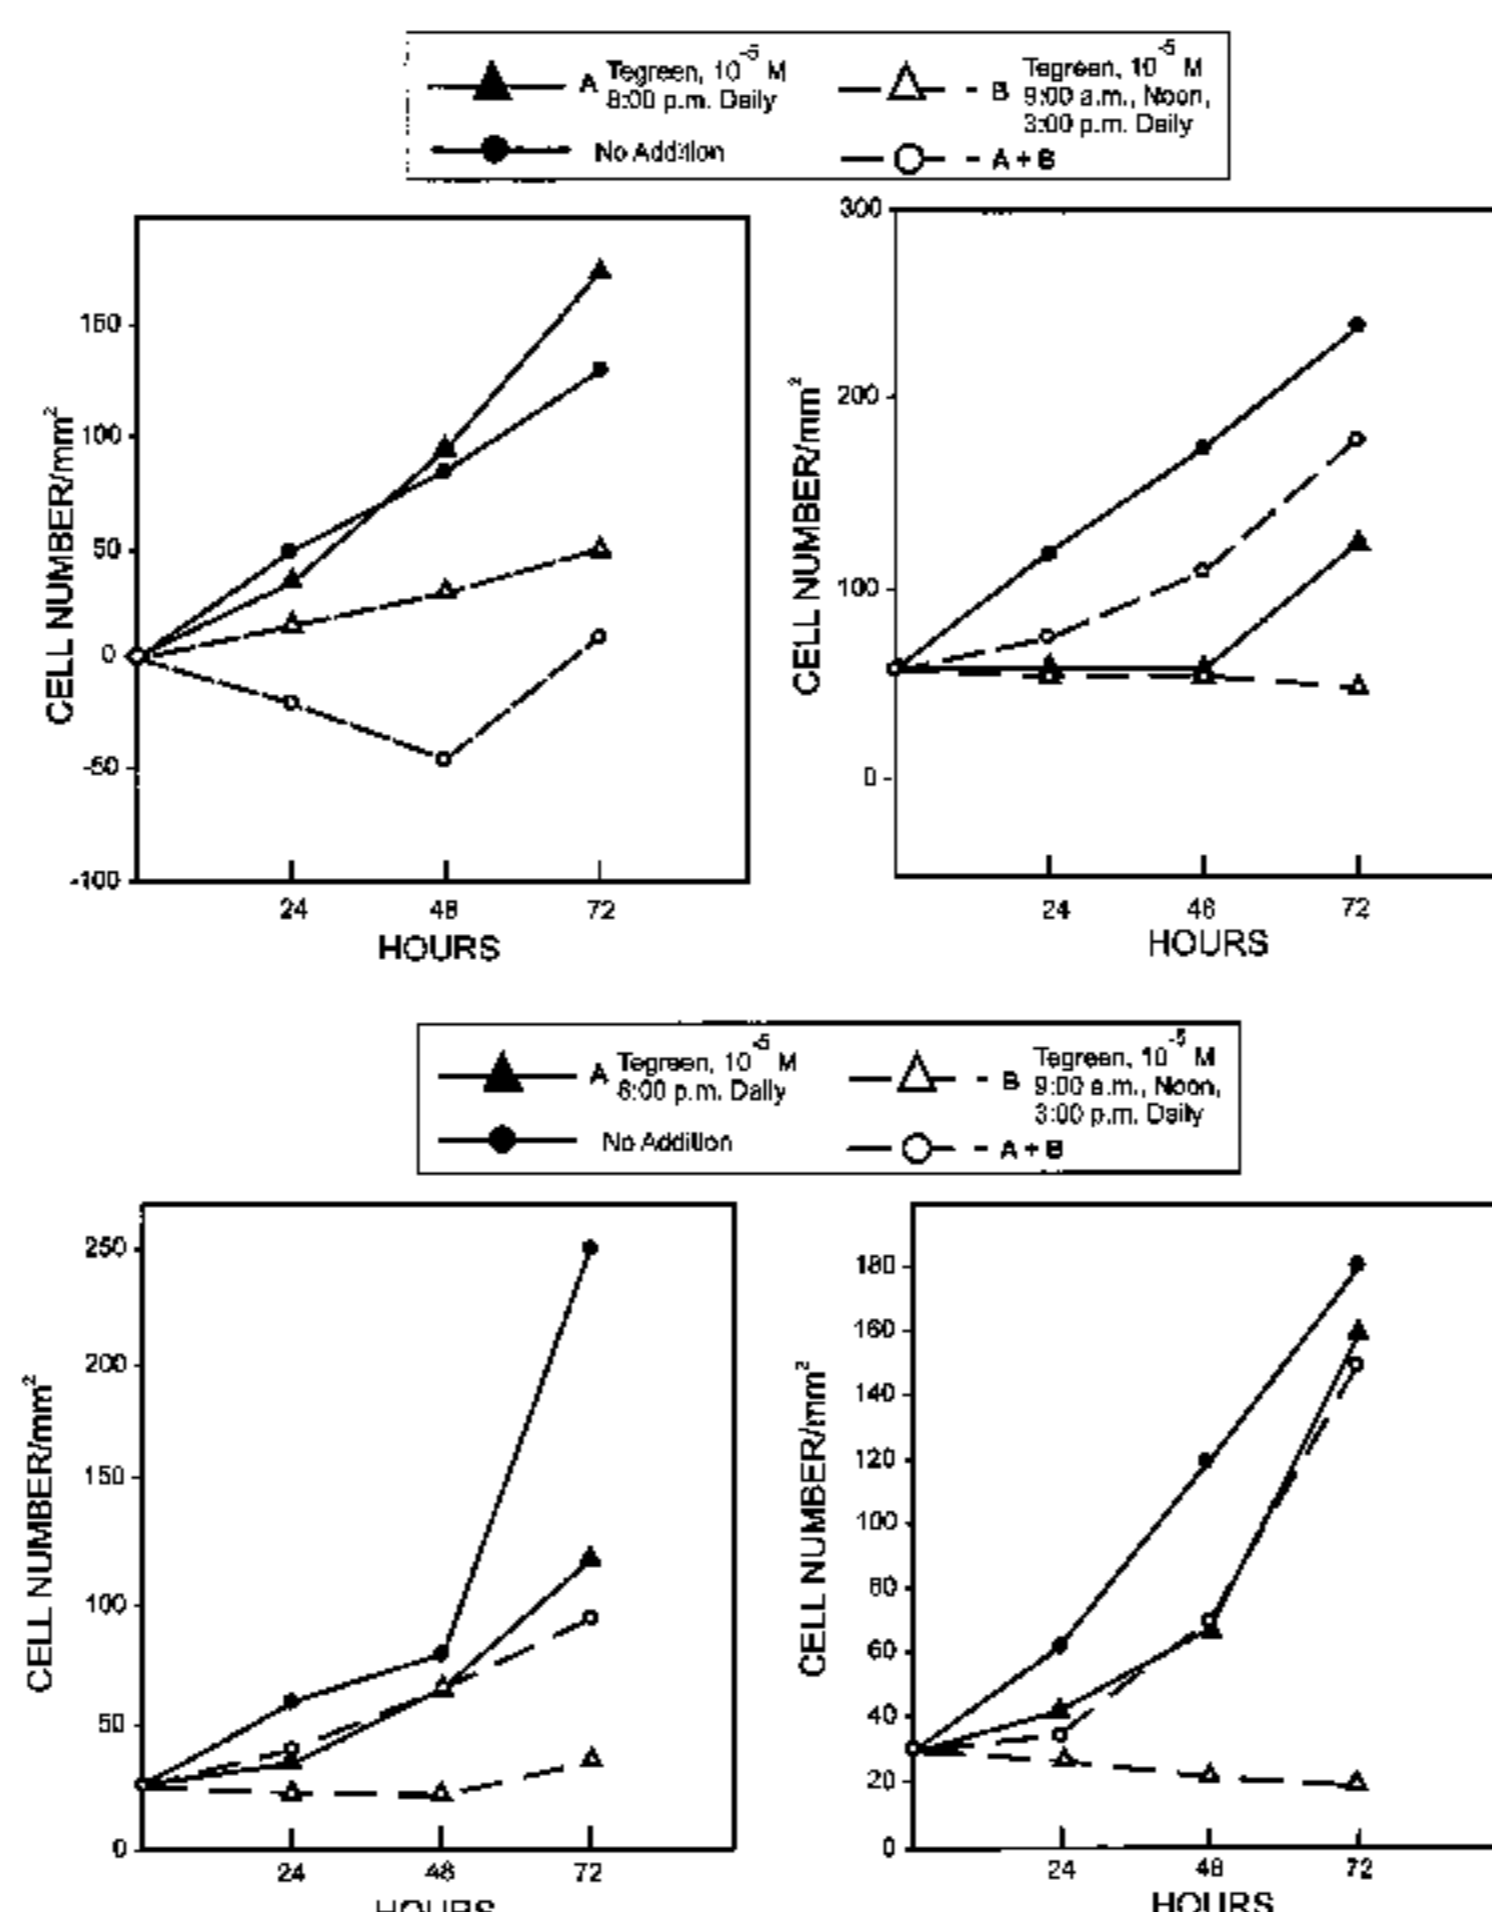 A Tegreen, 10^-5 M
8:00 p.m. Daily
No Addition
B Tegreen, 10^-5 M
9:00 a.m., Noon,
3:00 p.m. Daily
A + B
CELL NUMBER/mm²
150
100
50
0
-50
-100
24 48 72
HOURS
CELL NUMBER/mm²
300
200
100
0
24 48 72
HOURS
A Tegreen, 10^-5 M
8:00 p.m. Daily
No Addition
B Tegreen, 10^-5 M
9:00 a.m., Noon,
3:00 p.m. Daily
A + B
CELL NUMBER/mm²
250
200
150
100
50
0
24 48 72
HOURS
CELL NUMBER/mm²
180
160
140
120
100
80
60
40
20
0
24 48 72
HOURS